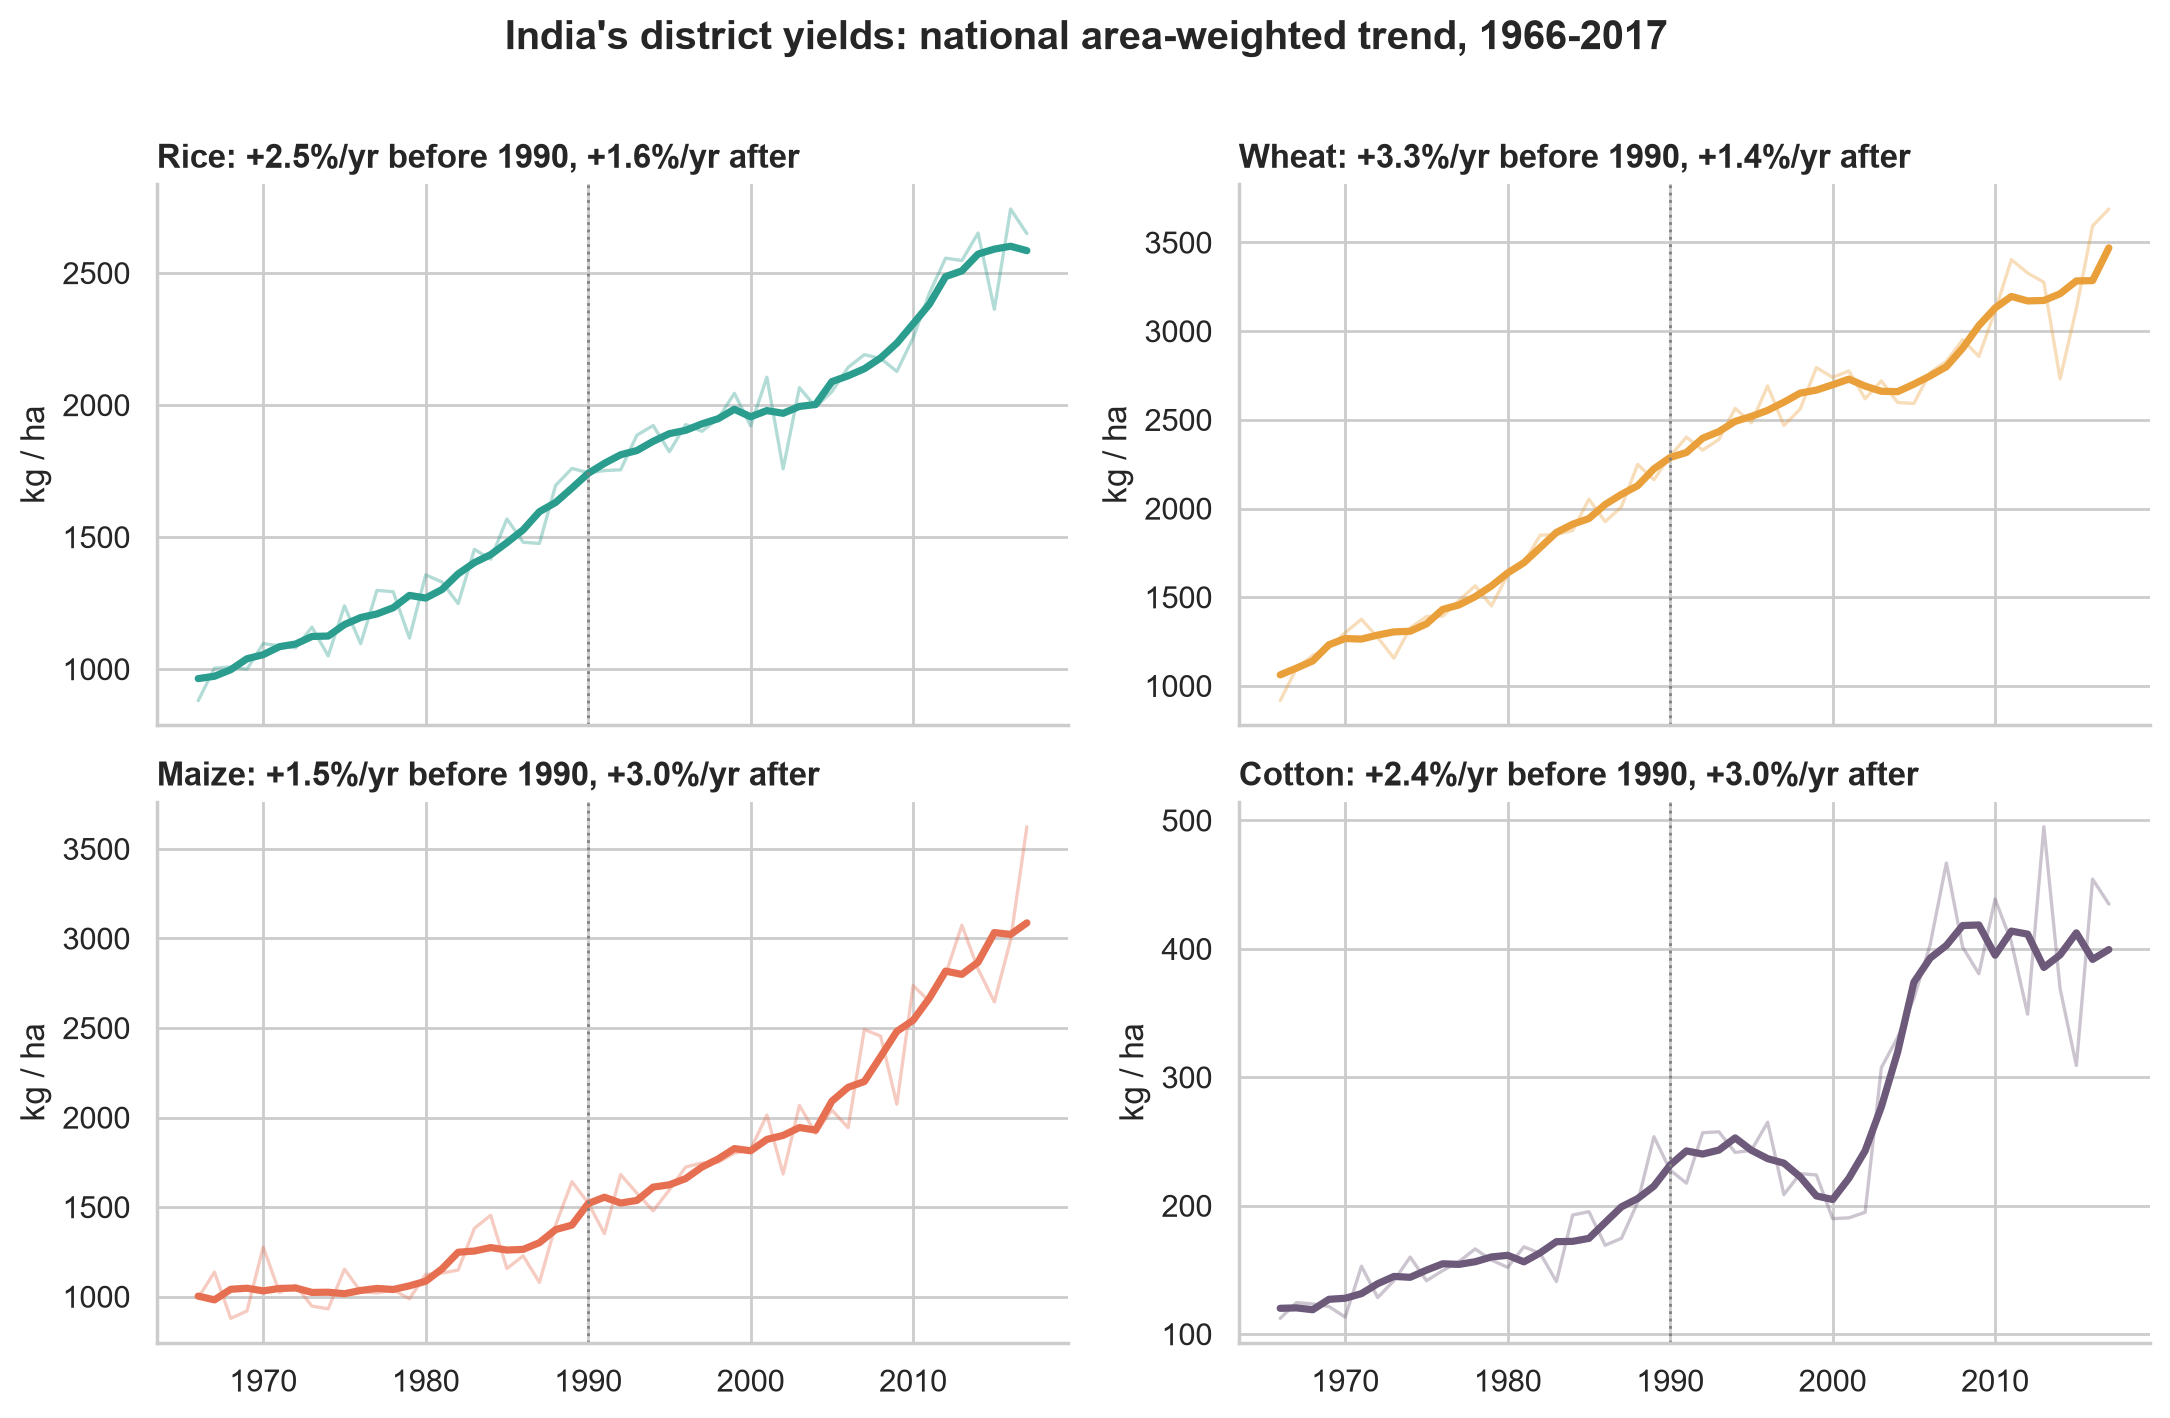 India's district yields: national area-weighted trend, 1966-2017
Rice: +2.5%/yr before 1990, +1.6%/yr after
kg / ha
2500
2000
1500
1000
Wheat: +3.3%/yr before 1990, +1.4%/yr after
kg / ha
3500
3000
2500
2000
1500
1000
Maize: +1.5%/yr before 1990, +3.0%/yr after
kg / ha
3500
3000
2500
2000
1500
1000
1970 1980 1990 2000 2010
Cotton: +2.4%/yr before 1990, +3.0%/yr after
kg / ha
500
400
300
200
100
1970 1980 1990 2000 2010